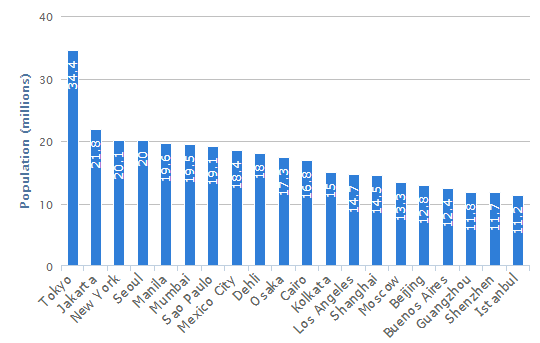 40
30
20
10
0
Population (millions)
34.4
21.8
20.1
20
19.6
19.5
19.1
18.4
18
17.3
16.8
15
14.7
14.5
13.3
12.8
12.4
11.8
11.7
11.2
Tokyo
Jakarta
New York
Seoul
Manila
Mumbai
Sao Paulo
Mexico City
Dehli
Osaka
Cairo
Kolkata
Los Angeles
Shanghai
Moscow
Beijing
Buenos Aires
Guangzhou
Shenzhen
Istanbul